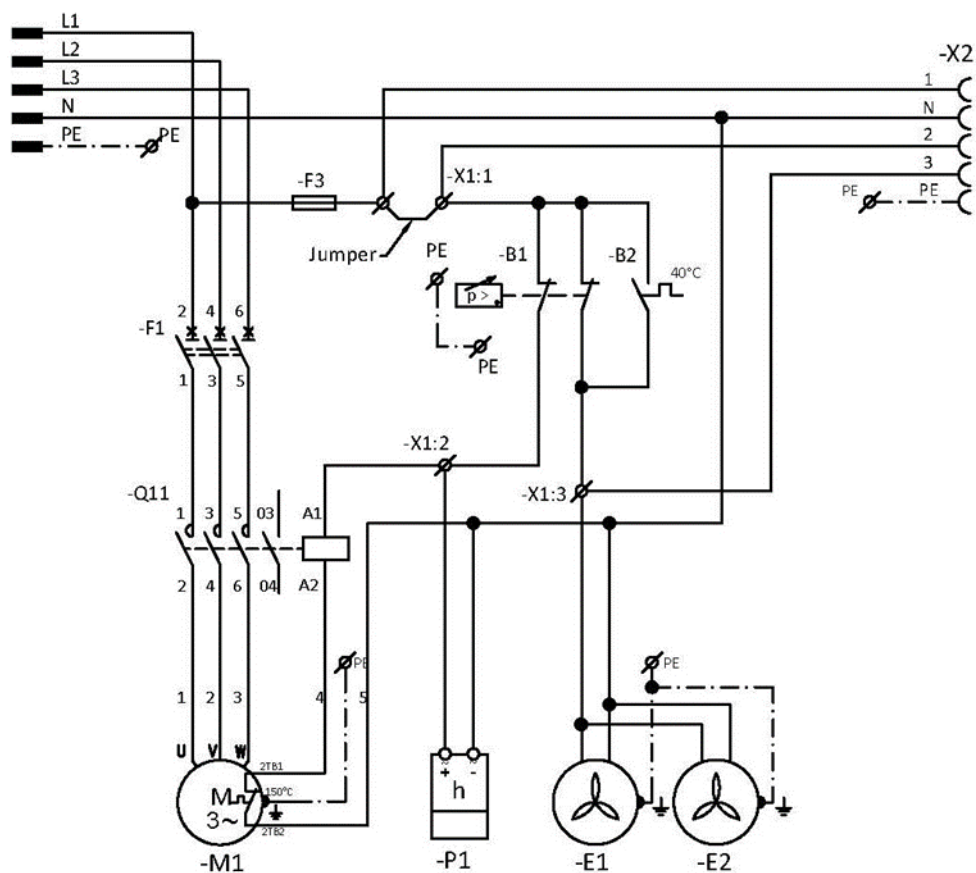 L1
-X2
L2
L3
1
N
N
PE
PE
2
3
-F3
-X1:1
PE
PE
Jumper
PE
-B1
-B2
40°C
p >
2
4
6
-F1
PE
1
3
5
-X1:2
-Q11
-X1:3
1
3
5
03
A1
2
4
6
04
A2
PE
PE
1
2
3
4
5
U
V
W
2TB1
≈
≈
+
-
M
150°C
h
3~
2TB2
-M1
-P1
-E1
-E2